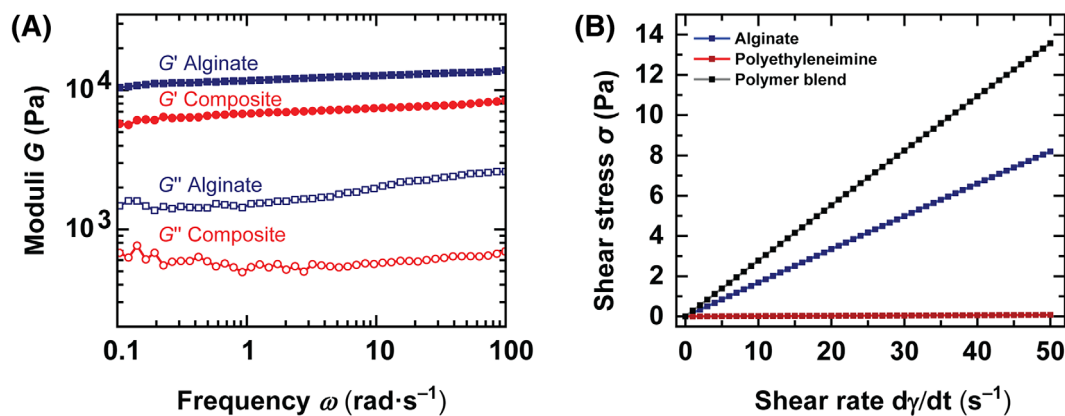 (A)
G' Alginate
G' Composite
G'' Alginate
G'' Composite
10⁴
10³
Moduli G (Pa)
0.1 1 10 100
Frequency ω (rad·s⁻¹)
(B)
Alginate
Polyethyleneimine
Polymer blend
14
12
10
8
6
4
2
0
Shear stress σ (Pa)
0 10 20 30 40 50
Shear rate dγ/dt (s⁻¹)